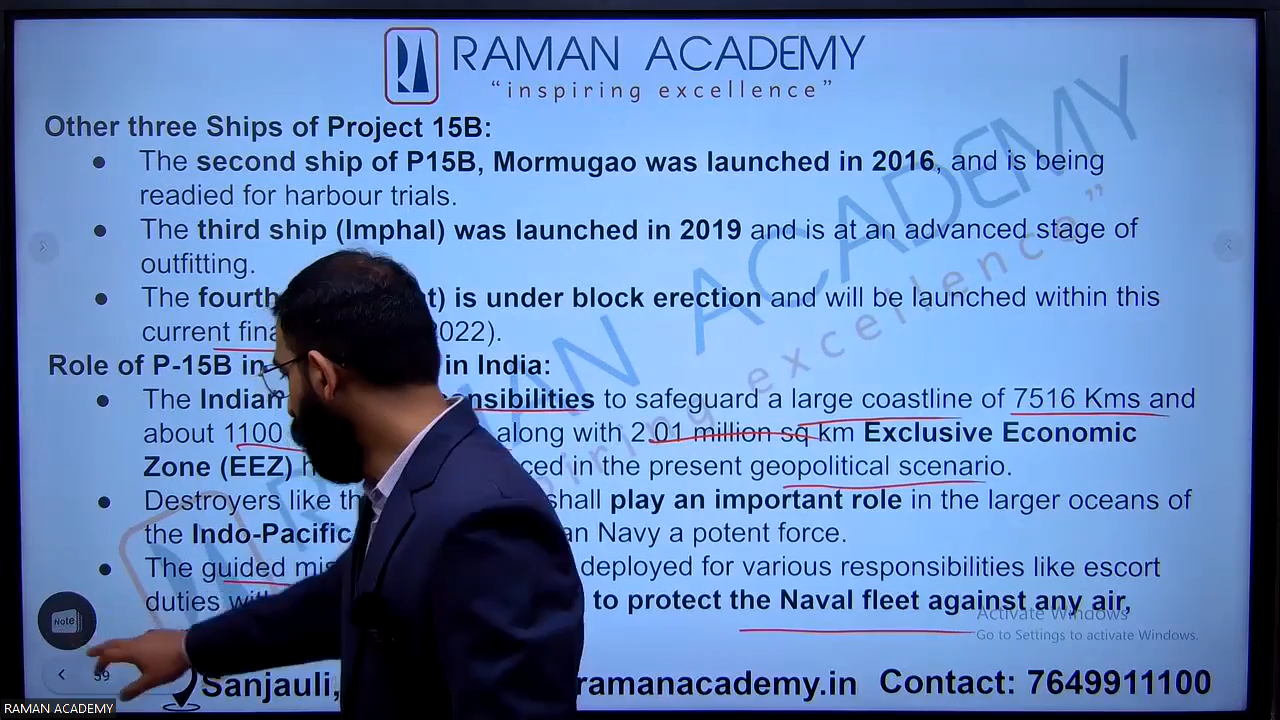 RAMAN ACADEMY
“inspiring excellence”
Other three Ships of Project 15B:
● The second ship of P15B, Mormugao was launched in 2016, and is being
readied for harbour trials.
● The third ship (Imphal) was launched in 2019 and is at an advanced stage of
outfitting.
● The fourth t) is under block erection and will be launched within this
current fina 022).
Role of P-15B in in India:
● The Indian nsibilities to safeguard a large coastline of 7516 Kms and
about 1100 along with 2.01 million sq km Exclusive Economic
Zone (EEZ) h ced in the present geopolitical scenario.
● Destroyers like th shall play an important role in the larger oceans of
the Indo-Pacific an Navy a potent force.
● The guided mis deployed for various responsibilities like escort
duties to protect the Naval fleet against any air,
Activate Windows
Go to Settings to activate Windows.
Note
59
Sanjauli, ramanacademy.in Contact: 7649911100
RAMAN ACADEMY
RAMAN ACADEMY
inspiring excellence”